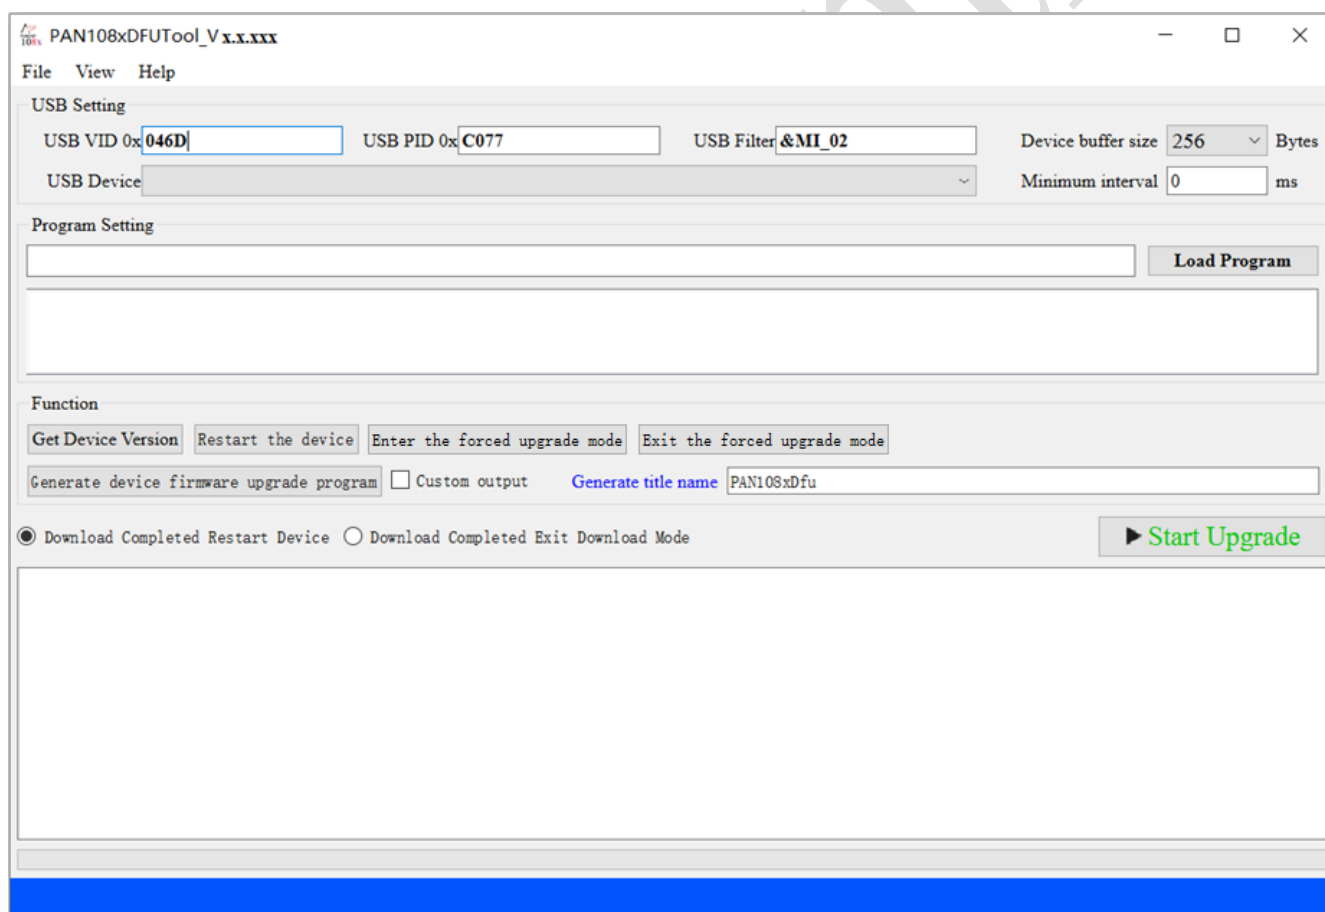 PAN108xDFUTool_V x.x.xxx
File View Help
USB Setting
USB VID 0x 046D USB PID 0x C077 USB Filter &MI_02 Device buffer size 256 Bytes
USB Device Minimum interval 0 ms
Program Setting
Load Program
Function
Get Device Version Restart the device Enter the forced upgrade mode Exit the forced upgrade mode
Generate device firmware upgrade program Custom output Generate title name PAN108xDfu
Download Completed Restart Device Download Completed Exit Download Mode Start Upgrade